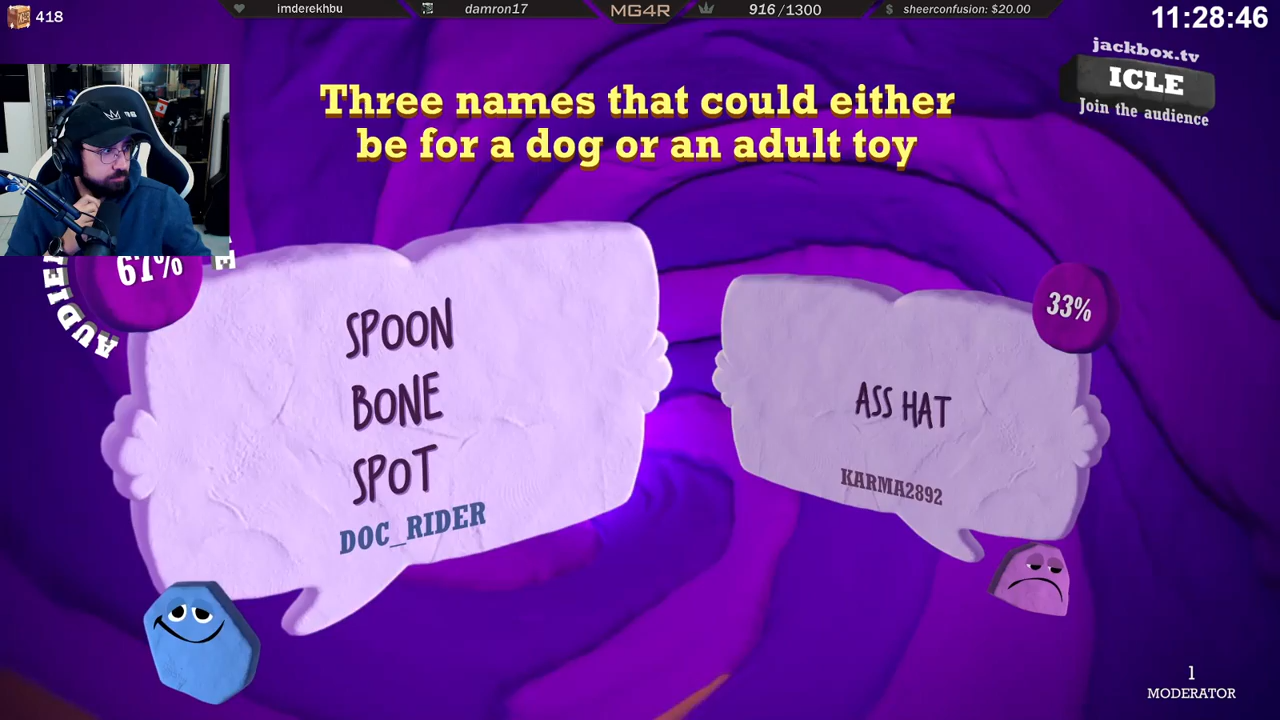 418
imderekhbu
damron17
MG4R
916 /1300
$ sheerconfusion: $20.00
11:28:46
jackbox.tv
ICLE
Join the audience
Three names that could either
be for a dog or an adult toy
67%
33%
SPOON
BONE
SPOT
DOC_RIDER
ASS HAT
KARMA2892
1
MODERATOR